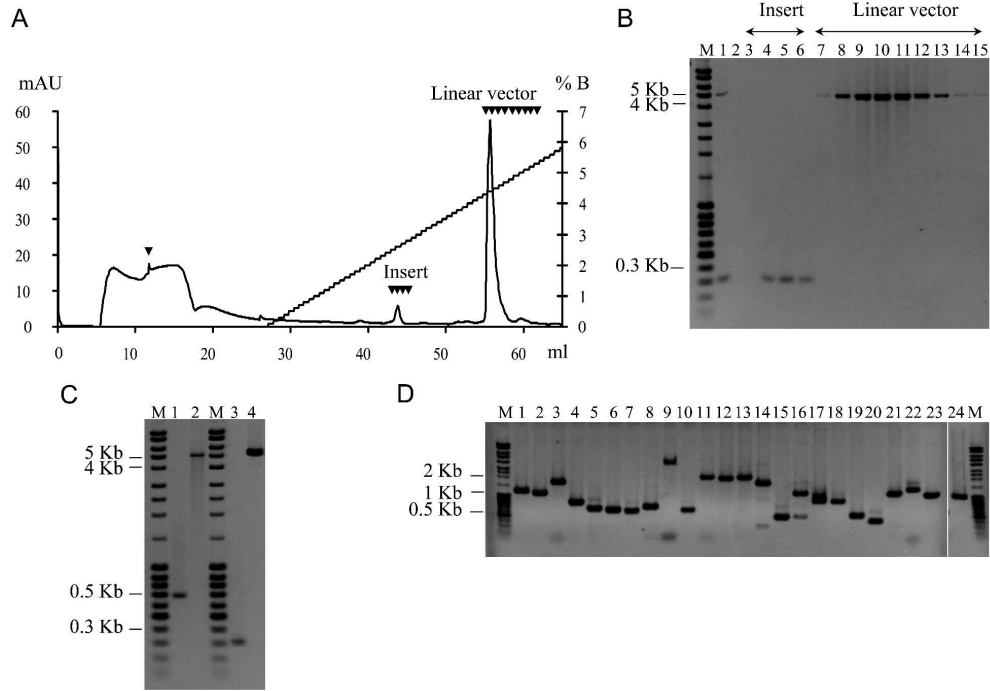 A
mAU
% B
Linear vector
60
50
40
30
20
10
0
7
6
5
4
3
2
1
0
Insert
0 10 20 30 40 50 60 ml
B
Insert Linear vector
M 1 2 3 4 5 6 7 8 9 10 11 12 13 14 15
5 Kb
4 Kb
0.3 Kb
C
M 1 2 M 3 4
5 Kb
4 Kb
0.5 Kb
0.3 Kb
D
M 1 2 3 4 5 6 7 8 9 10 11 12 13 14 15 16 17 18 19 20 21 22 23 24 M
2 Kb
1 Kb
0.5 Kb